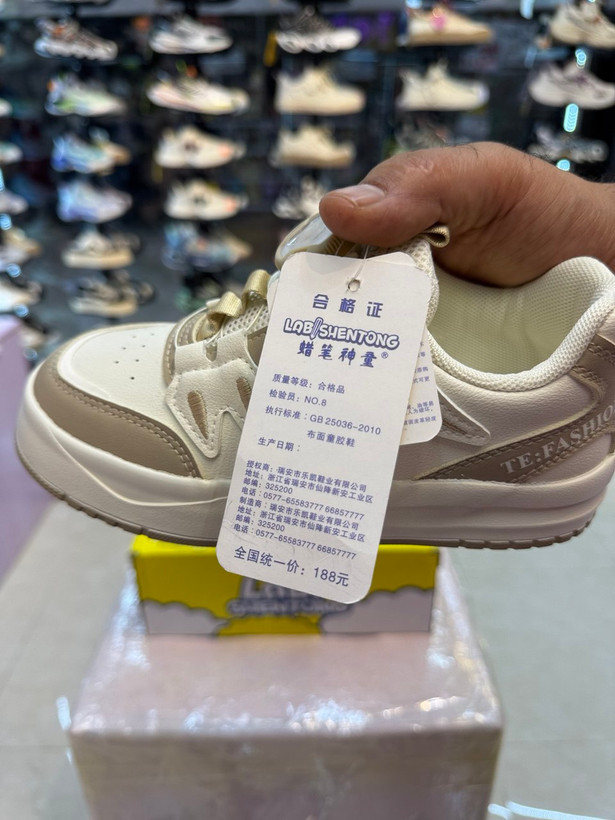 合格证
LAB SHENTONG
蜡笔神童®
质量等级：合格品
检验员：NO.8
执行标准：GB 25036-2010
布面童胶鞋
生产日期：
授权商：瑞安市乐凯鞋业有限公司
地址：浙江省瑞安市仙降新安工业区
邮编：325200
电话：0577-65583777 66857777
制造商：瑞安市乐凯鞋业有限公司
地址：浙江省瑞安市仙降新安工业区
邮编：325200
电话：0577-65583777 66857777
全国统一价：188元
TE:FASHIO